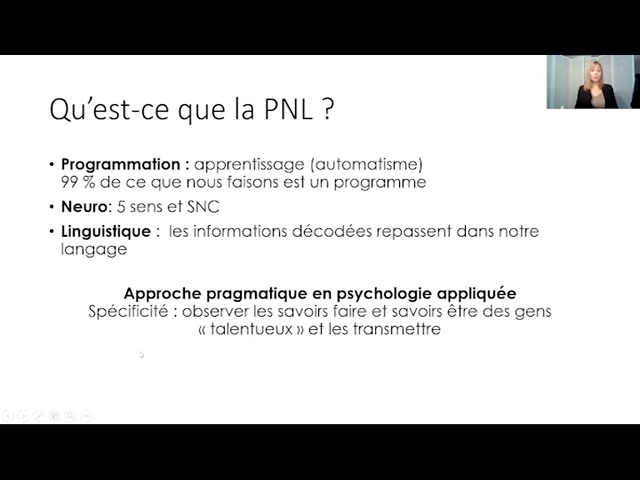 Qu'est-ce que la PNL ?
• Programmation : apprentissage (automatisme)
99 % de ce que nous faisons est un programme
• Neuro: 5 sens et SNC
• Linguistique : les informations décodées repassent dans notre
langage
Approche pragmatique en psychologie appliquée
Spécificité : observer les savoirs faire et savoirs être des gens
« talentueux » et les transmettre